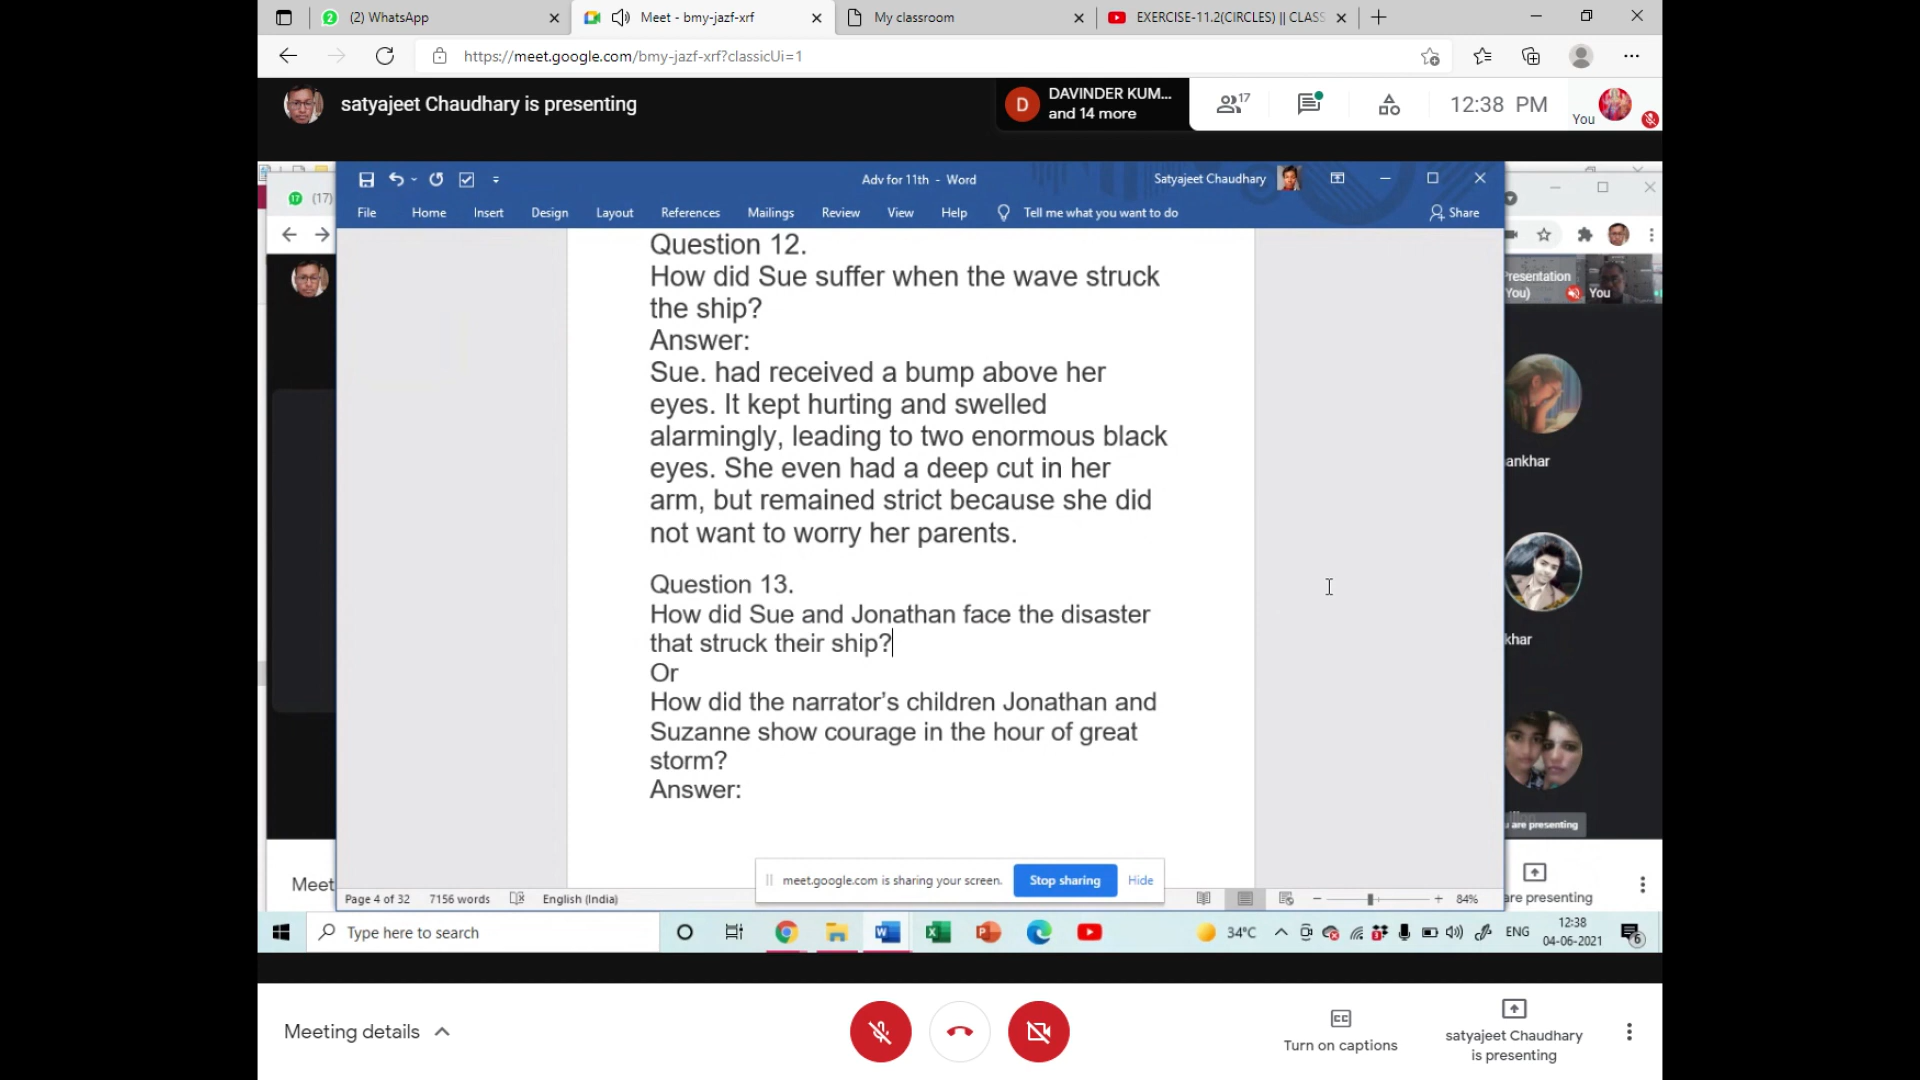 (2) WhatsApp
Meet - bmy-jazf-xrf
My classroom
EXERCISE-11.2(CIRCLES) || CLASS
https://meet.google.com/bmy-jazf-xrf?classicUi=1
satyajeet Chaudhary is presenting
D
DAVINDER KUM...
and 14 more
17
12:38 PM
You
(17)
Adv for 11th - Word
Satyajeet Chaudhary
File Home Insert Design Layout References Mailings Review View Help Tell me what you want to do Share
Question 12.
How did Sue suffer when the wave struck
the ship?
Answer:
Sue. had received a bump above her
eyes. It kept hurting and swelled
alarmingly, leading to two enormous black
eyes. She even had a deep cut in her
arm, but remained strict because she did
not want to worry her parents.
Question 13.
How did Sue and Jonathan face the disaster
that struck their ship?
Or
How did the narrator's children Jonathan and
Suzanne show courage in the hour of great
storm?
Answer:
resentation
You)
You
ankhar
khar
are presenting
Meet
meet.google.com is sharing your screen.
Stop sharing
Hide
are presenting
Page 4 of 32 7156 words English (India)
84%
Type here to search
34°C
ENG
12:38
04-06-2021
6
Meeting details
CC
Turn on captions
satyajeet Chaudhary
is presenting